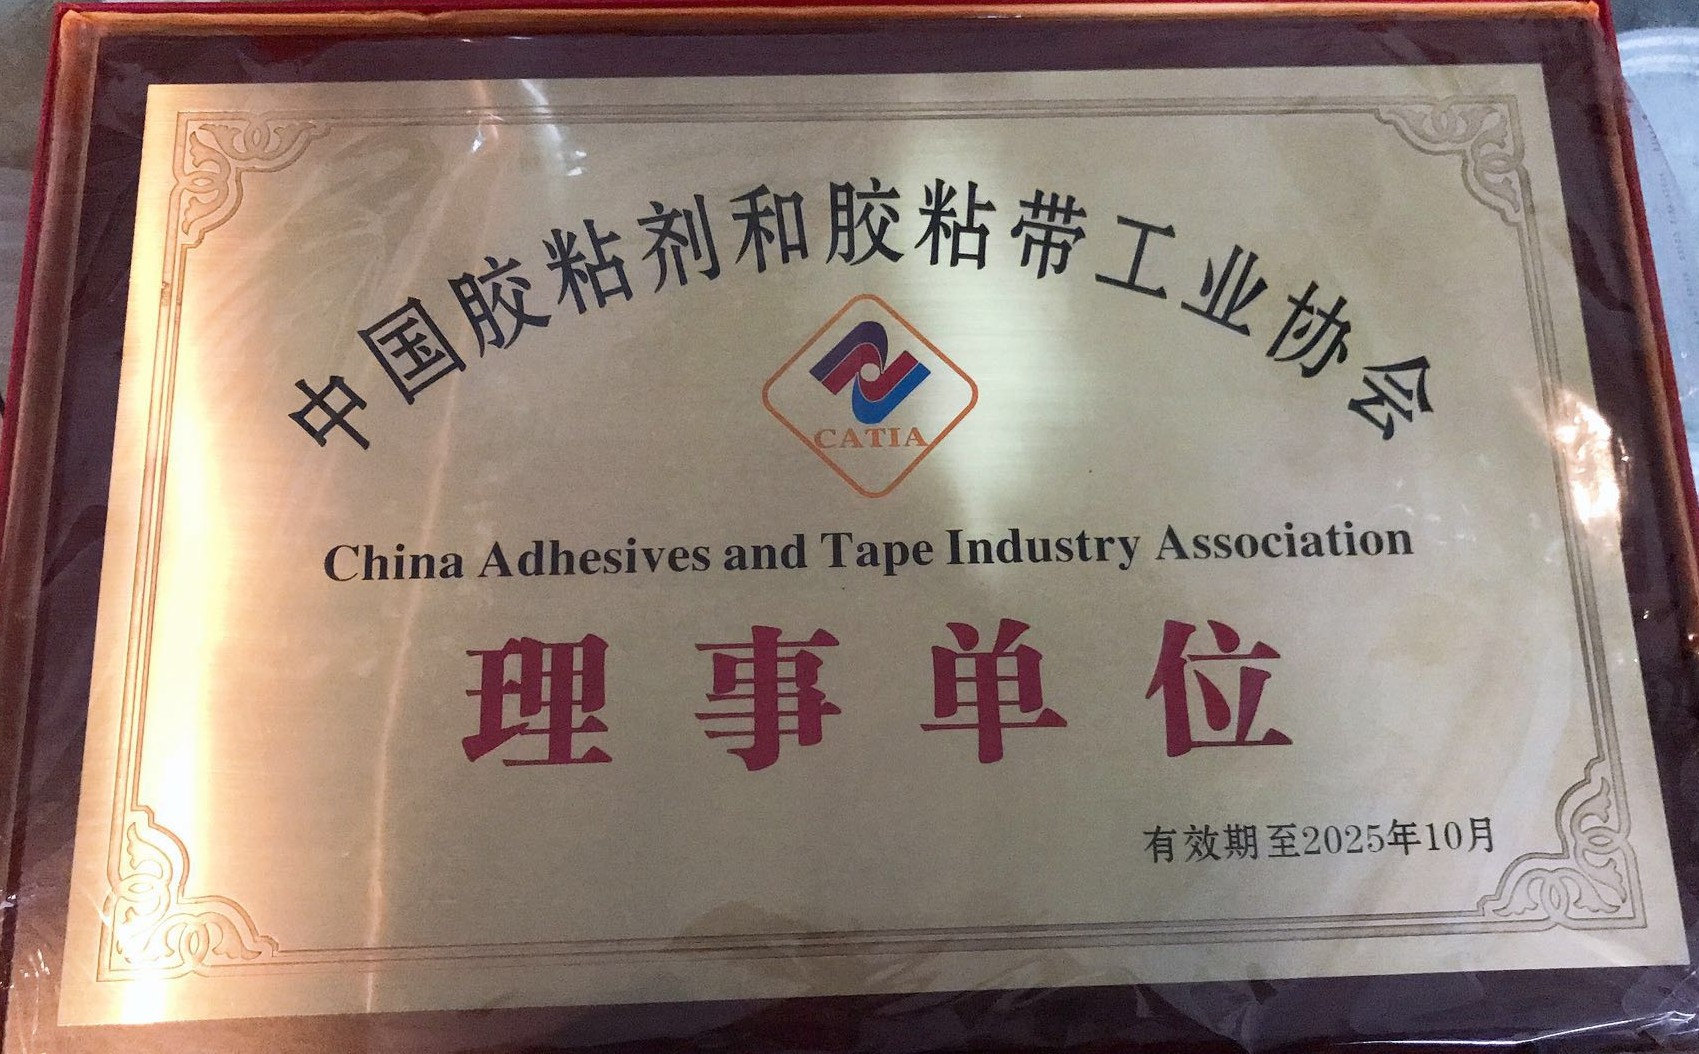 中国胶粘剂和胶粘带工业协会
CATIA
China Adhesives and Tape Industry Association
理事单位
有效期至2025年10月